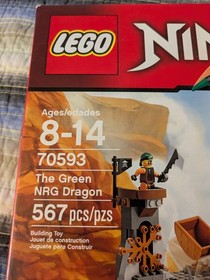 LEGO NIN
Ages/edades
8-14
70593
The Green
NRG Dragon
567 pcs/pzs
Building Toy
Jouet de construction
Juguete para Construir